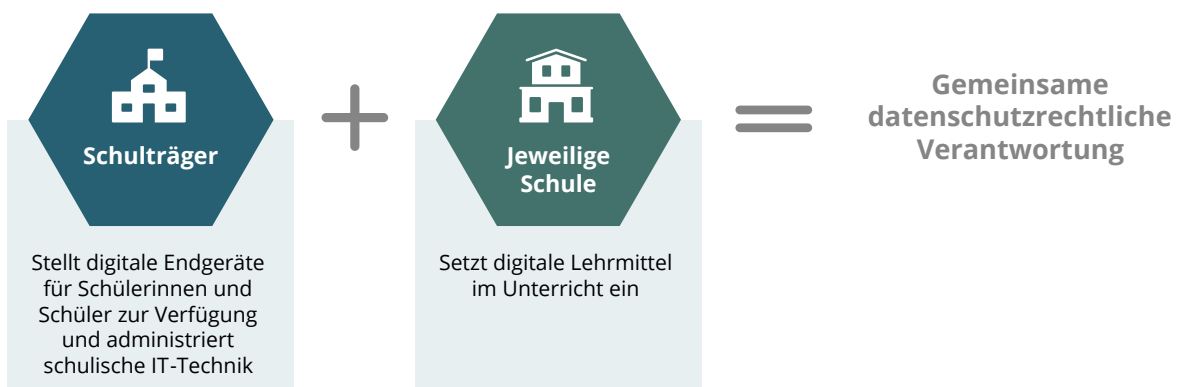 Schulträger
Stellt digitale Endgeräte
für Schülerinnen und
Schüler zur Verfügung
und administriert
schulische IT-Technik
+
Jeweilige
Schule
Setzt digitale Lehrmittel
im Unterricht ein
=
Gemeinsame
datenschutzrechtliche
Verantwortung